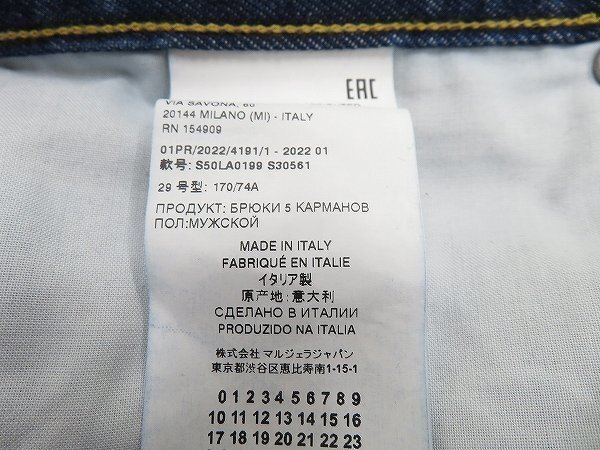 EAC
VIA SAVONA,
20144 MILANO (MI) - ITALY
RN 154909
01PR/2022/4191/1 - 2022 01
款号: S50LA0199 S30561
29 号型: 170/74A
ПРОДУКТ: БРЮКИ 5 КАРМАНОВ
ПОЛ:МУЖСКОЙ
MADE IN ITALY
FABRIQUÉ EN ITALIE
イタリア製
原产地: 意大利
СДЕЛАНО В ИТАЛИИ
PRODUZIDO NA ITALIA
株式会社 マルジェラジャパン
東京都渋谷区恵比寿南1-15-1
0 1 2 3 4 5 6 7 8 9
10 11 12 13 14 15 16
17 18 19 20 21 22 23